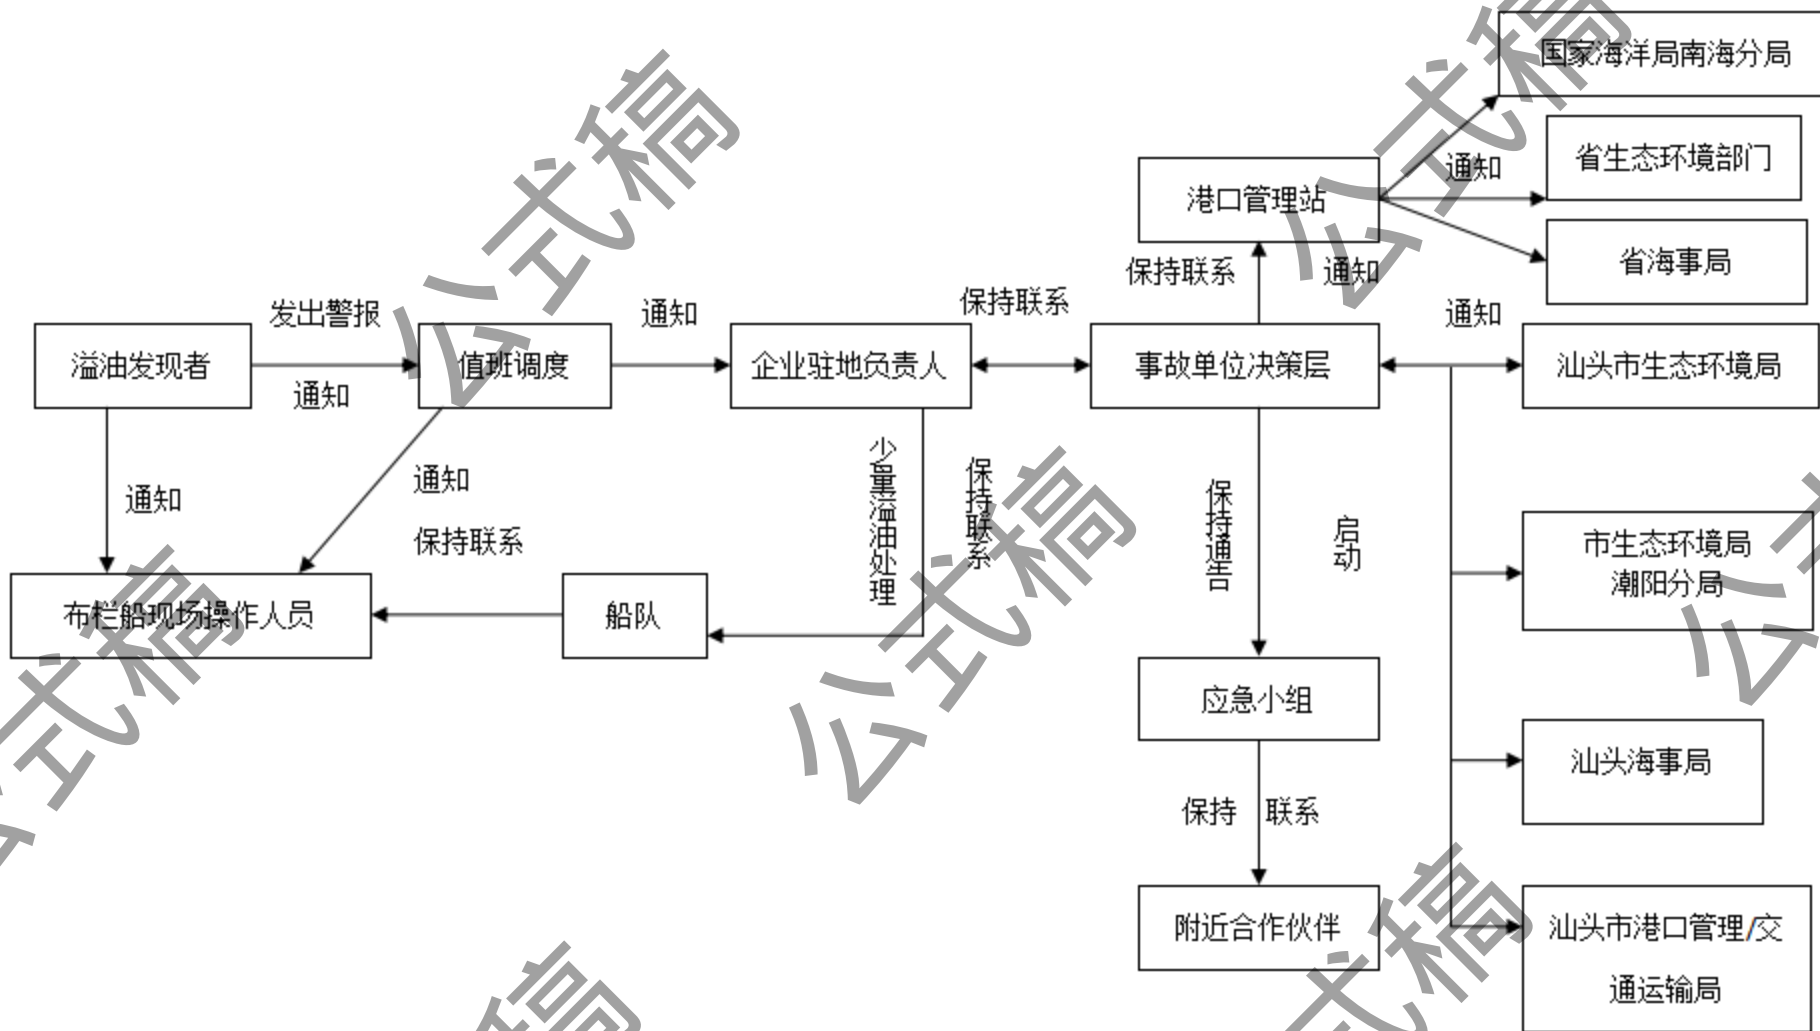 国家海洋局南海分局
省生态环境部门
通知
港口管理站
省海事局
保持联系
通知
发出警报
通知
保持联系
通知
溢油发现者
值班调度
企业驻地负责人
事故单位决策层
汕头市生态环境局
通知
少量溢油处理
保持联系
通知
通知
保持联系
保持通告
启动
市生态环境局
潮阳分局
布栏船现场操作人员
船队
应急小组
汕头海事局
保持
联系
附近合作伙伴
汕头市港口管理/交
通运输局
公式稿
公式稿
公式稿
公式稿
公式稿
公式稿
稿